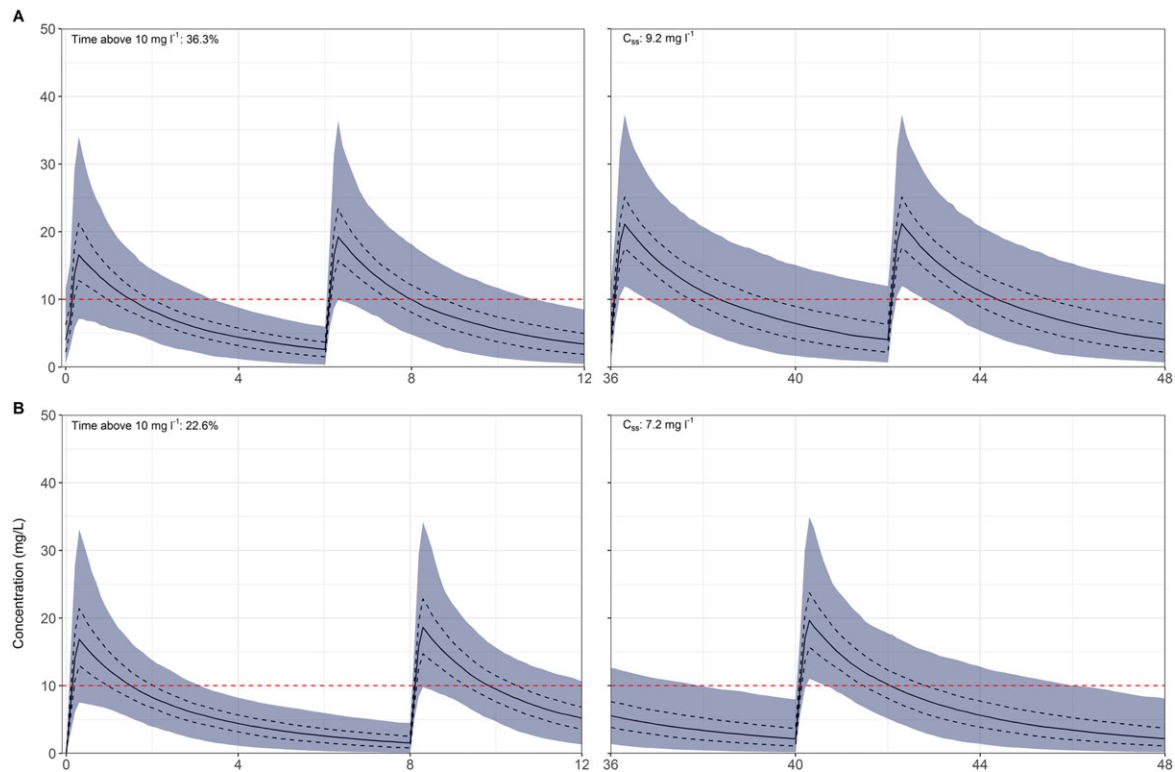 A
Time above 10 mg l⁻¹: 36.3%
C_ss: 9.2 mg l⁻¹
50
40
30
20
10
0
0 4 8 12
36 40 44 48
B
Time above 10 mg l⁻¹: 22.6%
C_ss: 7.2 mg l⁻¹
Concentration (mg/L)
50
40
30
20
10
0
0 4 8 12
36 40 44 48